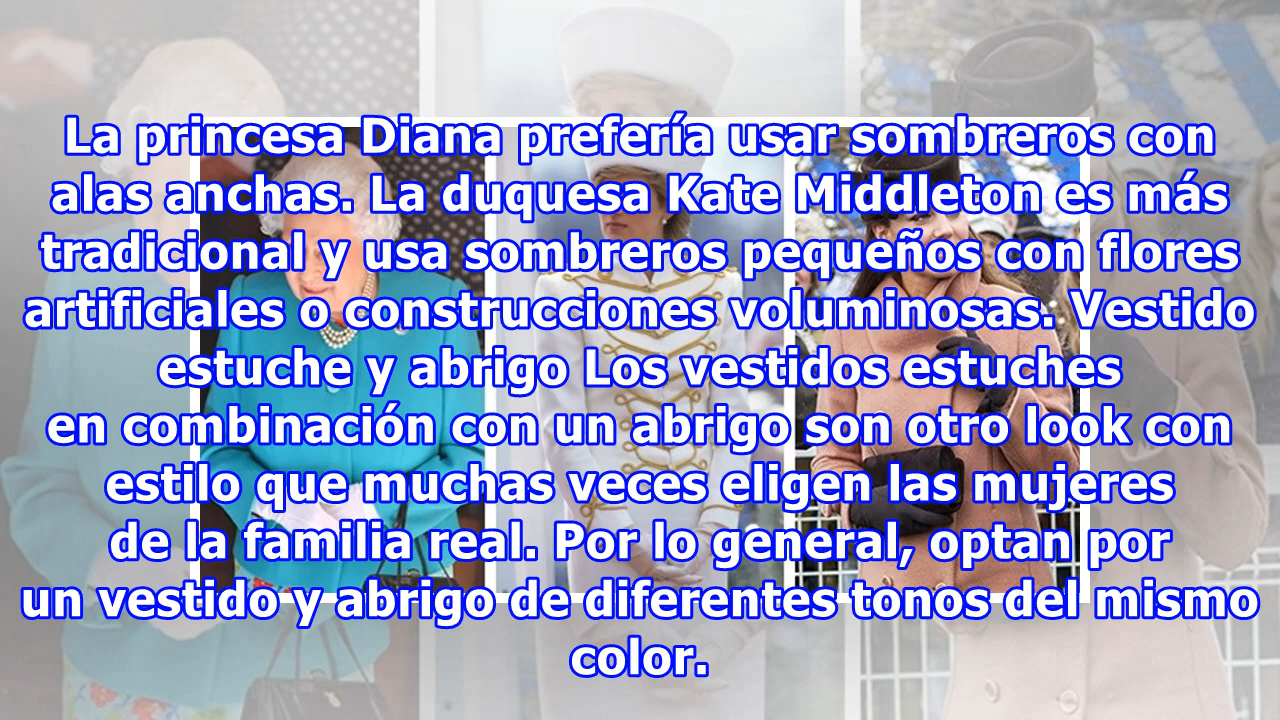 La princesa Diana prefería usar sombreros con
alas anchas. La duquesa Kate Middleton es más
tradicional y usa sombreros pequeños con flores
artificiales o construcciones voluminosas. Vestido
estuche y abrigo Los vestidos estuches
en combinación con un abrigo son otro look con
estilo que muchas veces eligen las mujeres
de la familia real. Por lo general, optan por
un vestido y abrigo de diferentes tonos del mismo
color.